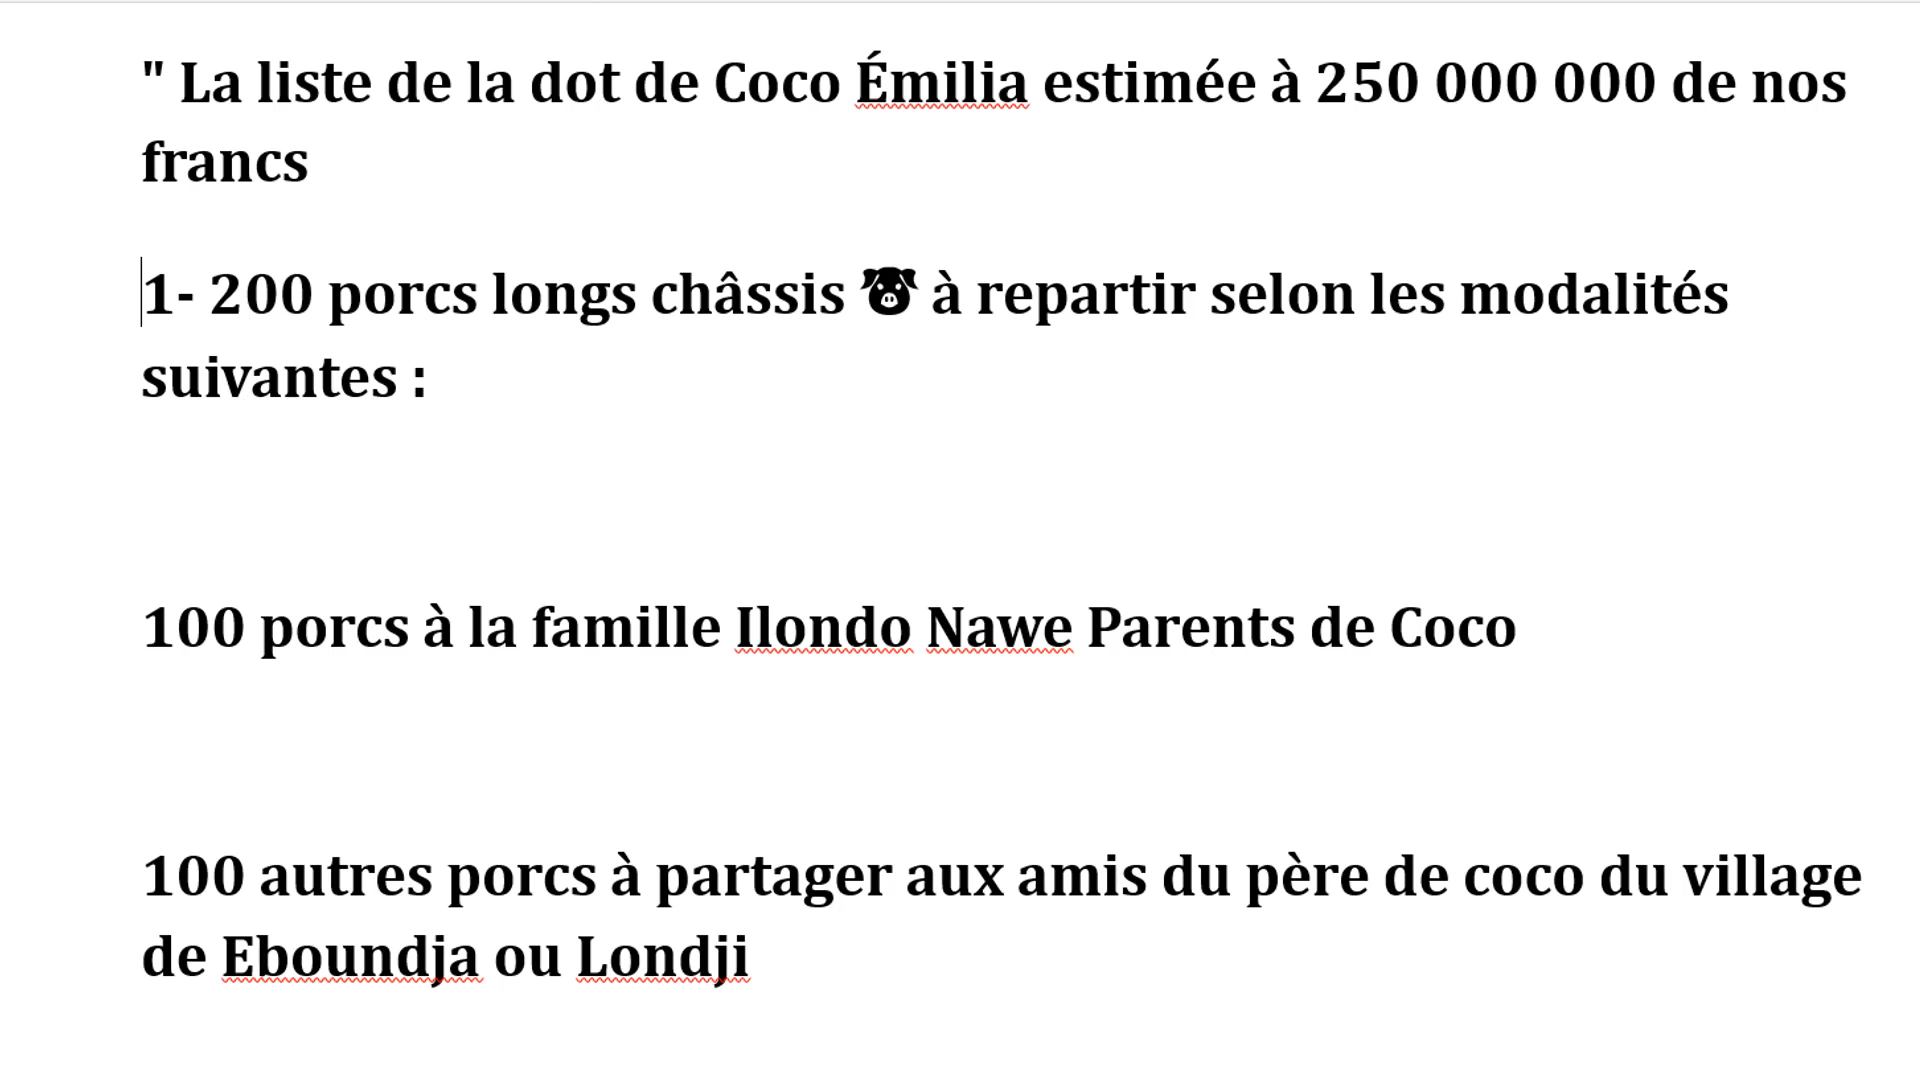 " La liste de la dot de Coco Émilia estimée à 250 000 000 de nos
francs
1- 200 porcs longs châssis 🐷 à repartir selon les modalités
suivantes :
100 porcs à la famille Ilondo Nawe Parents de Coco
100 autres porcs à partager aux amis du père de coco du village
de Eboundja ou Londji